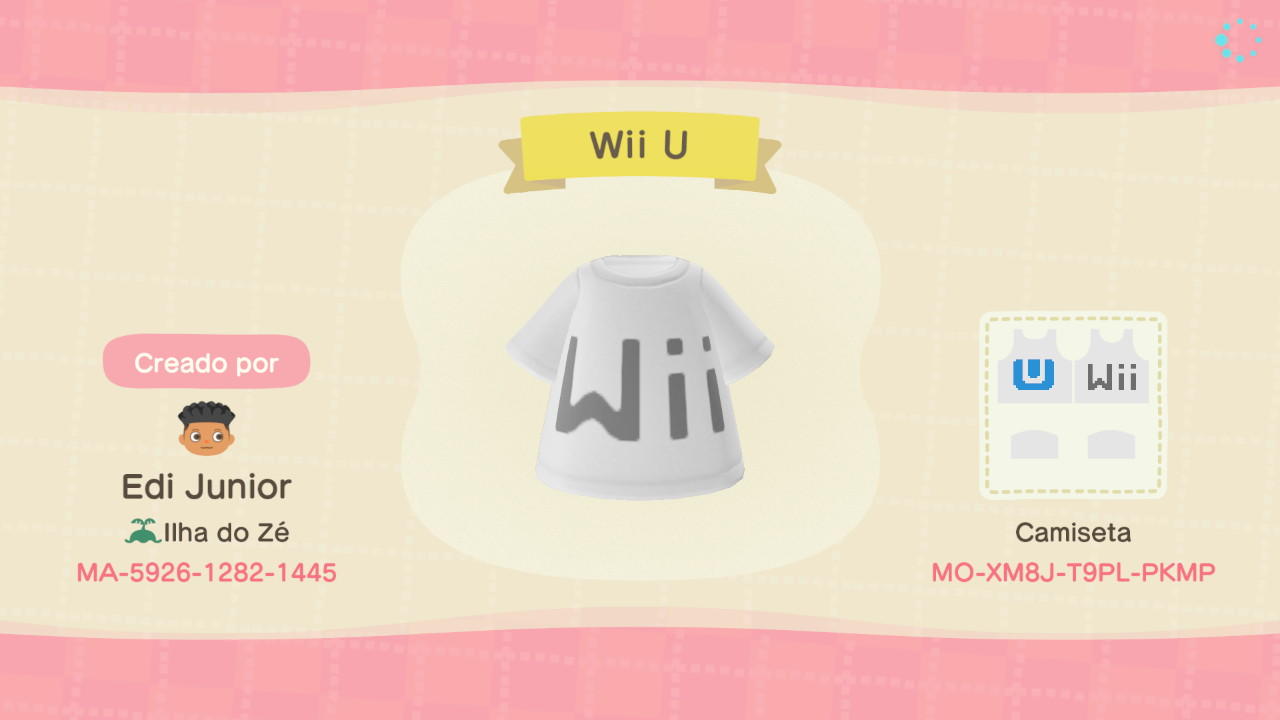 Wii U
Wii
Creado por
Edi Junior
Ilha do Zé
MA-5926-1282-1445
U Wii
Camiseta
MO-XM8J-T9PL-PKMP